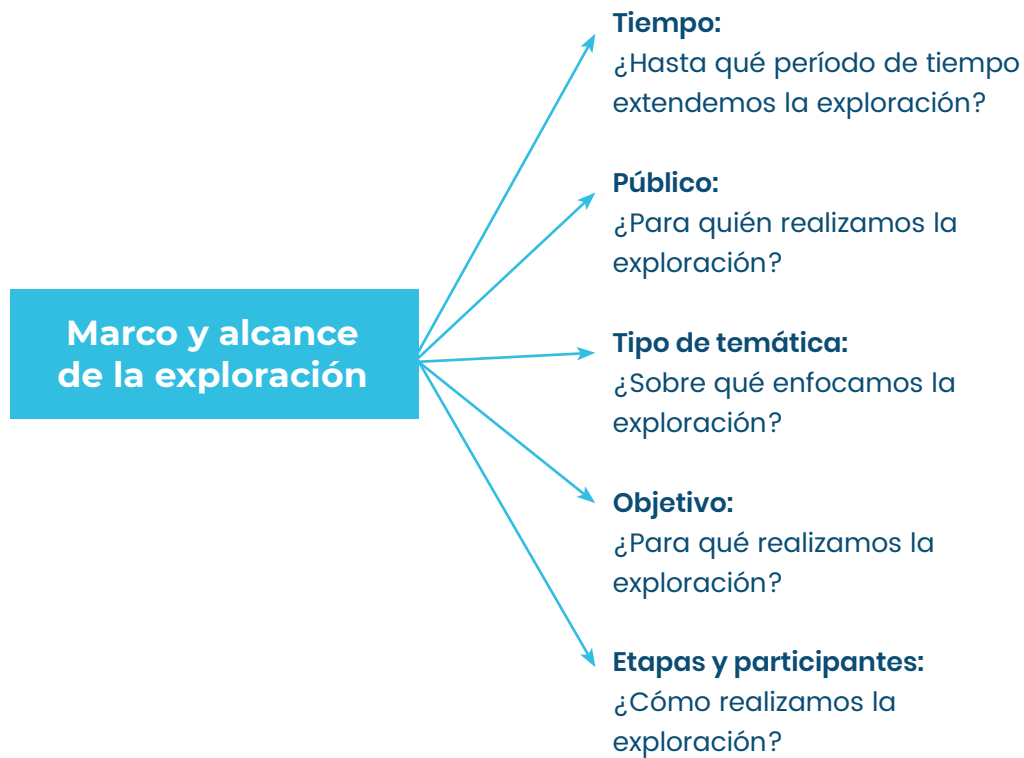 Marco y alcance
de la exploración
Tiempo:
¿Hasta qué período de tiempo
extendemos la exploración?
Público:
¿Para quién realizamos la
exploración?
Tipo de temática:
¿Sobre qué enfocamos la
exploración?
Objetivo:
¿Para qué realizamos la
exploración?
Etapas y participantes:
¿Cómo realizamos la
exploración?